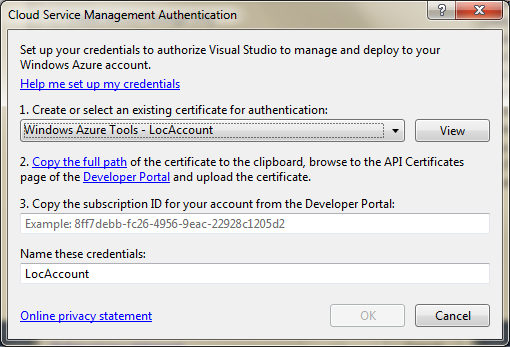 Cloud Service Management Authentication
Set up your credentials to authorize Visual Studio to manage and deploy to your
Windows Azure account.
Help me set up my credentials
1. Create or select an existing certificate for authentication:
Windows Azure Tools - LocAccount
View
2. Copy the full path of the certificate to the clipboard, browse to the API Certificates
page of the Developer Portal and upload the certificate.
3. Copy the subscription ID for your account from the Developer Portal:
Example: 8ff7debb-fc26-4956-9eac-22928c1205d2
Name these credentials:
LocAccount
Online privacy statement
OK
Cancel